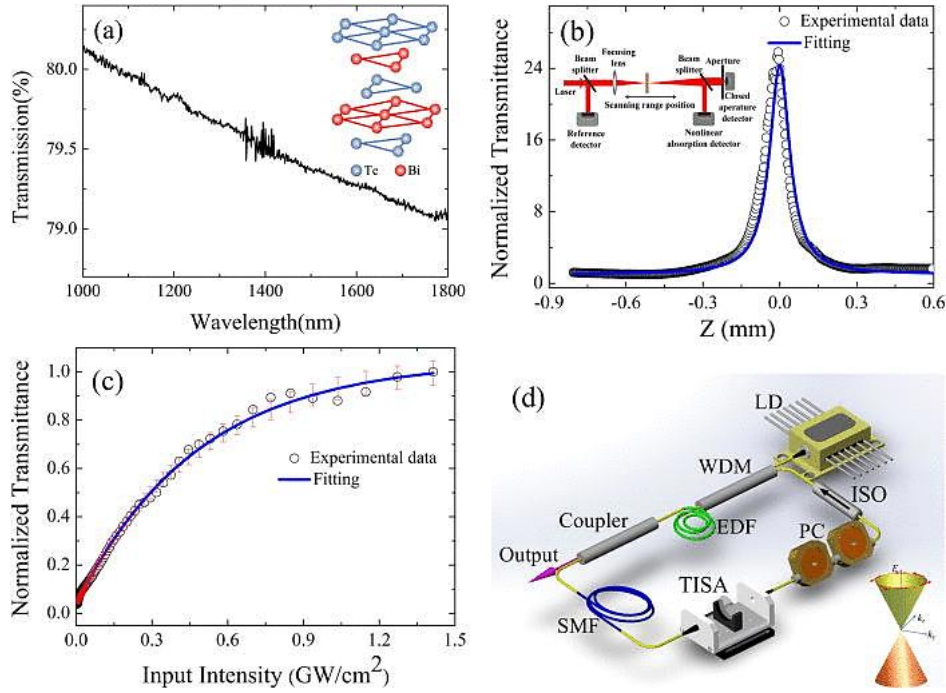 (a)
Transmission(%)
80.0
79.5
79.0
1000 1200 1400 1600 1800
Wavelength(nm)
Te Bi
(b)
Experimental data
Fitting
Normalized Transmittance
24
16
8
0
-0.9 -0.6 -0.3 0.0 0.3 0.6
Z (mm)
Beam
splitter
Focusing
lens
Beam
splitter
Aperture
Laser
Scanning range position
Closed
aperature
detector
Reference
detector
Nonlinear
absorption detector
(c)
Normalized Transmittance
1.0
0.8
0.6
0.4
0.2
0.0
0.0 0.3 0.6 0.9 1.2 1.5
Input Intensity (GW/cm2)
Experimental data
Fitting
(d)
LD
WDM
ISO
Coupler
EDF
PC
Output
TISA
SMF